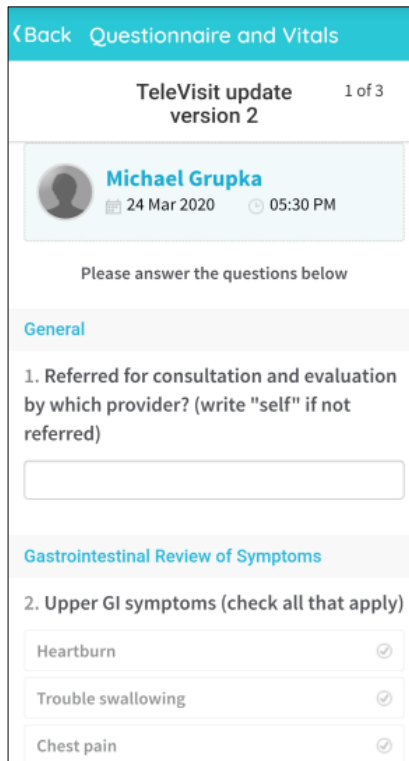 Back Questionnaire and Vitals
TeleVisit update
version 2
1 of 3
Michael Grupka
24 Mar 2020 05:30 PM
Please answer the questions below
General
1. Referred for consultation and evaluation
by which provider? (write "self" if not
referred)
Gastrointestinal Review of Symptoms
2. Upper GI symptoms (check all that apply)
Heartburn
Trouble swallowing
Chest pain